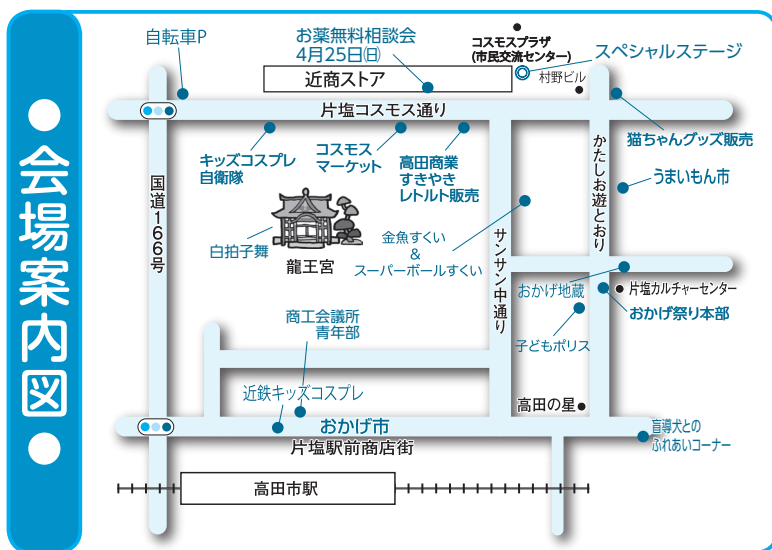 会場案内図
自転車P
お薬無料相談会
4月25日㊐
コスモスプラザ
(市民交流センター)
スペシャルステージ
近商ストア
村野ビル
片塩コスモス通り
キッズコスプレ
自衛隊
コスモス
マーケット
高田商業
すきやき
レトルト販売
猫ちゃんグッズ販売
かたしお遊とおり
うまいもん市
国道166号
白拍子舞
龍王宮
金魚すくい
&
スーパーボールすくい
サンサン中通り
おかげ地蔵
片塩カルチャーセンター
おかげ祭り本部
商工会議所
青年部
子どもポリス
近鉄キッズコスプレ
高田の星
おかげ市
片塩駅前商店街
盲導犬との
ふれあいコーナー
高田市駅